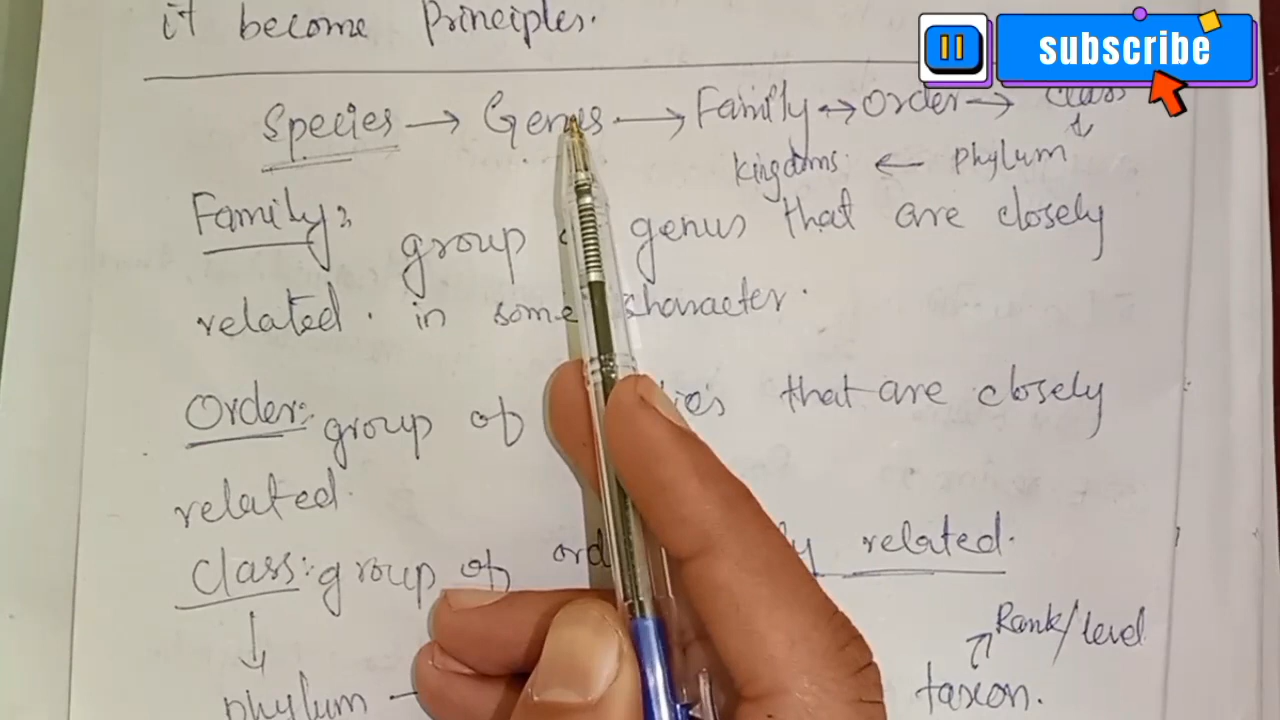 it become Principles.
subscribe
Species → Genus → Family ↔ Order → Class
↓
kingdoms ← phylum
Family: group genus that are closely
related. in some character.
Order: group of that are closely
related.
Class: group of related.
↓
Rank/level
phylum – taxon.